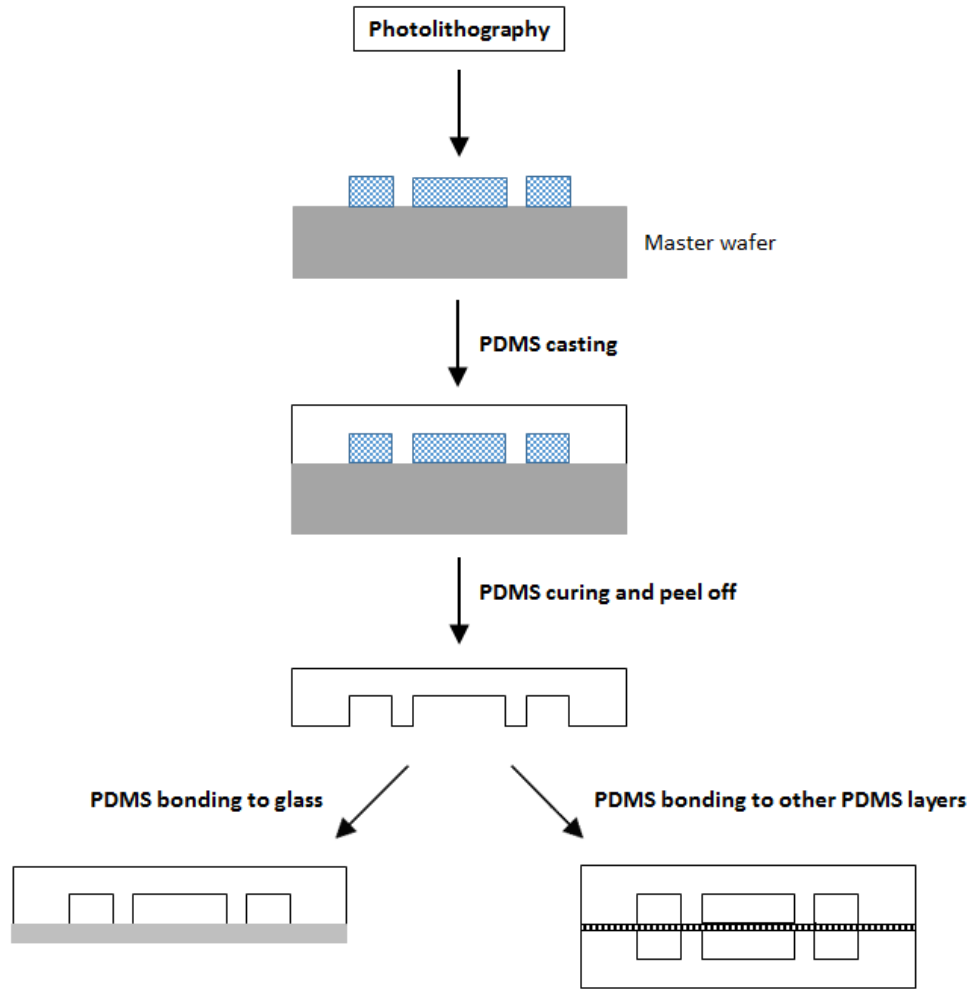 Photolithography
Master wafer
PDMS casting
PDMS curing and peel off
PDMS bonding to glass
PDMS bonding to other PDMS layers